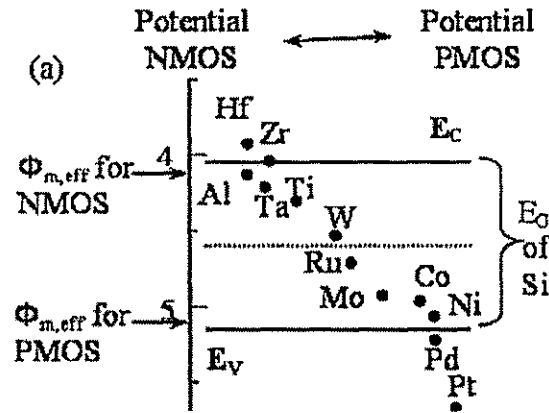 Potential NMOS
Potential PMOS
(a)
Hf
Zr
E_C
4
Φ_m,eff for NMOS
Al
Ta
Ti
E_G of Si
W
Ru
Mo
Co
Ni
5
Φ_m,eff for PMOS
E_V
Pd
Pt